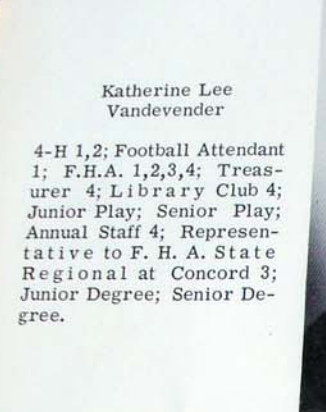 Katherine Lee
Vandevender
4-H 1,2; Football Attendant
1; F.H.A. 1,2,3,4; Treas-
urer 4; Library Club 4;
Junior Play; Senior Play;
Annual Staff 4; Represen-
tative to F. H. A. State
Regional at Concord 3;
Junior Degree; Senior De-
gree.